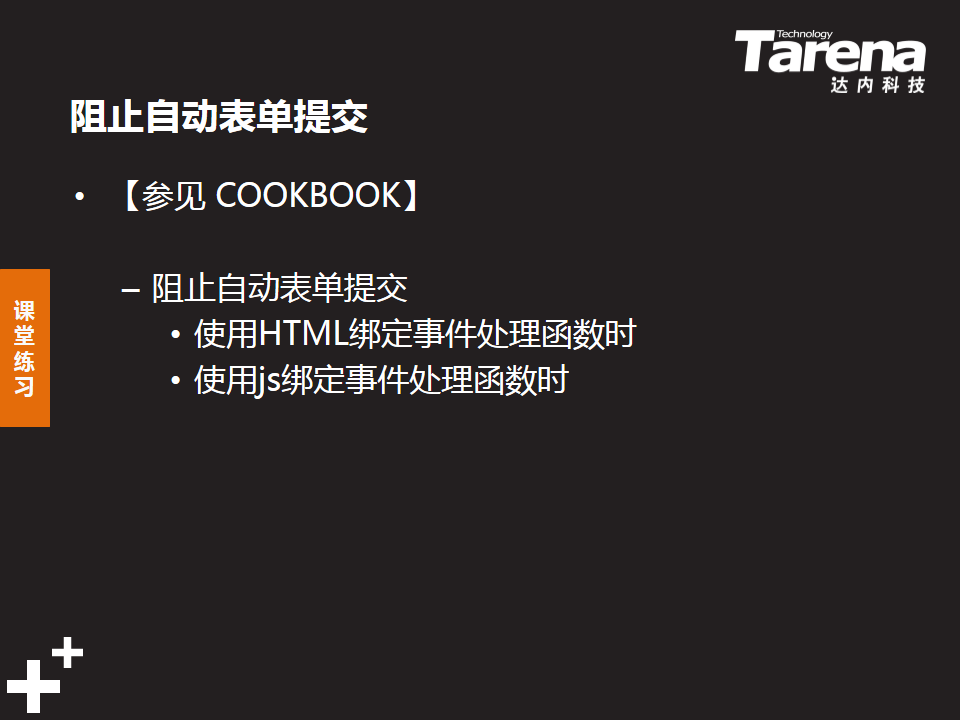 Technology
Tarena
达内科技
阻止自动表单提交
• 【参见 COOKBOOK】
– 阻止自动表单提交
• 使用HTML绑定事件处理函数时
• 使用js绑定事件处理函数时
课
堂
练
习